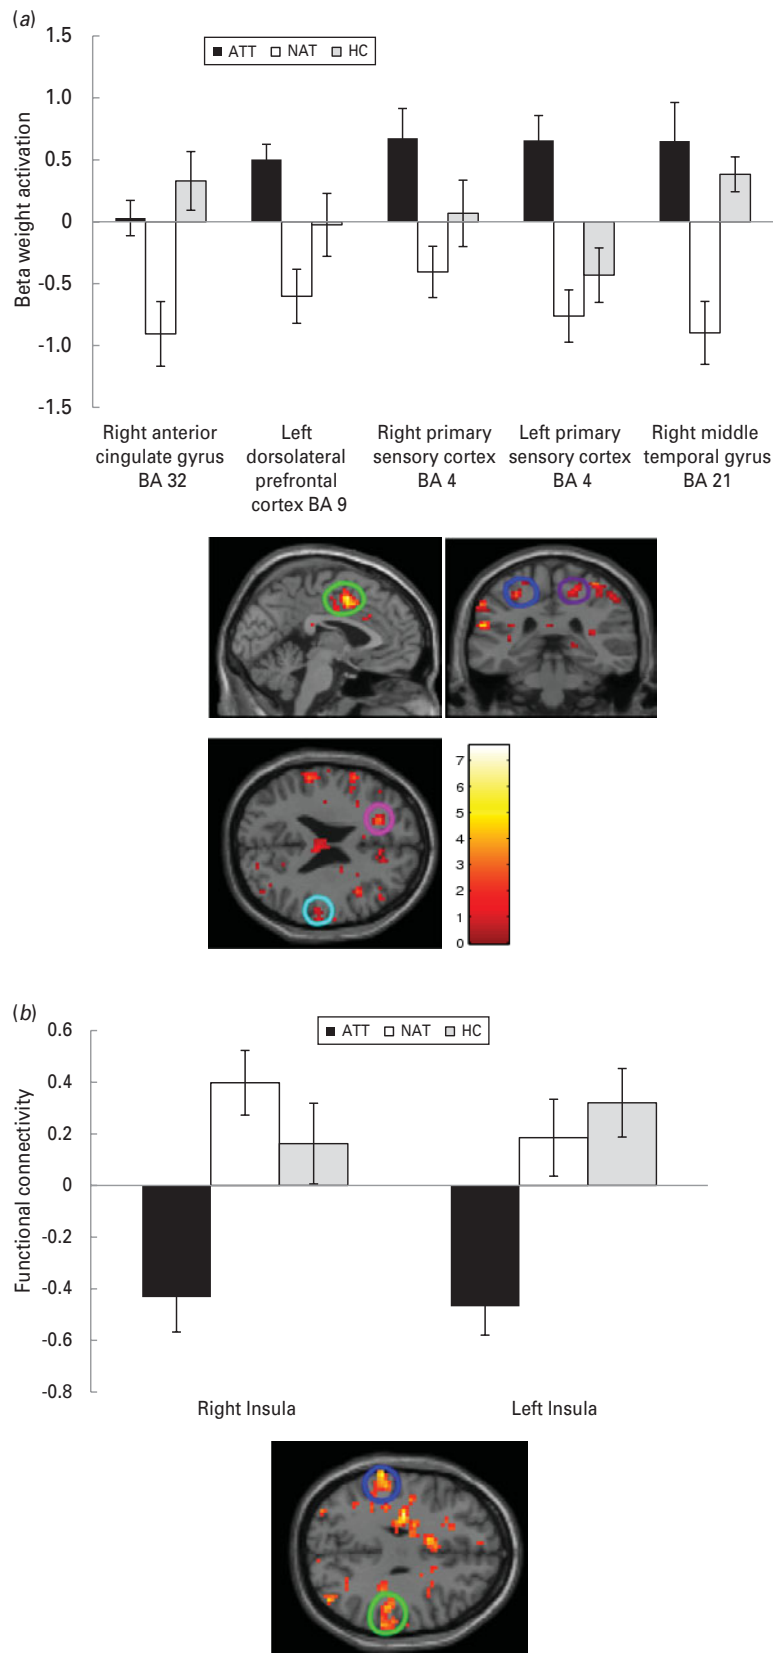 (a)
ATT NAT HC
Beta weight activation
1.5
1.0
0.5
0
-0.5
-1.0
-1.5
Right anterior
cingulate gyrus
BA 32
Left
dorsolateral
prefrontal
cortex BA 9
Right primary
sensory cortex
BA 4
Left primary
sensory cortex
BA 4
Right middle
temporal gyrus
BA 21
7
6
5
4
3
2
1
0
(b)
ATT NAT HC
Functional connectivity
0.6
0.4
0.2
0
-0.2
-0.4
-0.6
-0.8
Right Insula
Left Insula